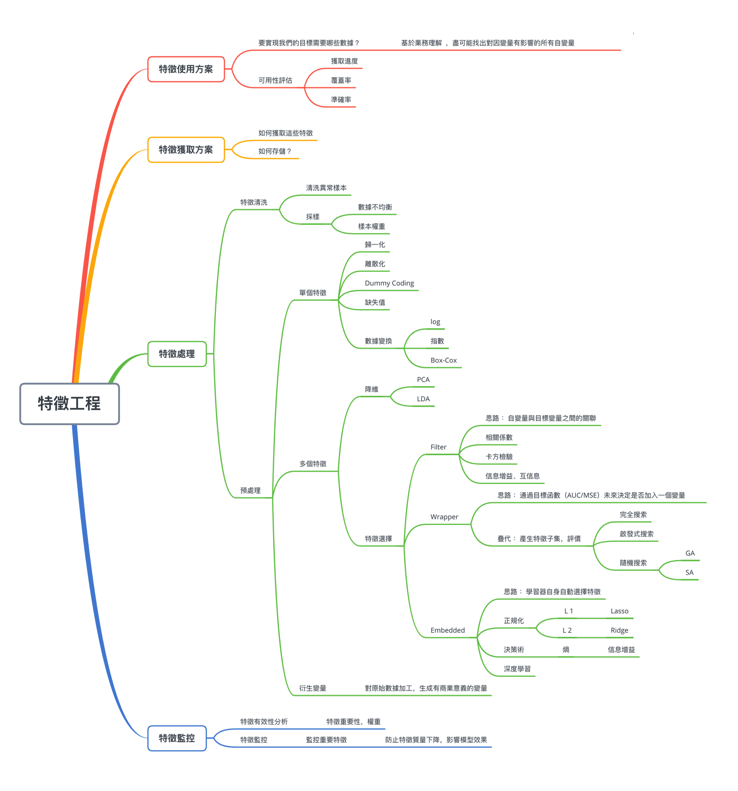 特徵工程
特徵使用方案
要實現我們的目標需要哪些數據？
基於業務理解 ，盡可能找出對因變量有影響的所有自變量
可用性評估
獲取進度
覆蓋率
準確率
特徵獲取方案
如何獲取這些特徵
如何存儲？
特徵處理
特徵清洗
清洗異常樣本
採樣
數據不均衡
樣本權重
預處理
單個特徵
歸一化
離散化
Dummy Coding
缺失值
數據變換
log
指數
Box-Cox
多個特徵
降維
PCA
LDA
特徵選擇
Filter
思路： 自變量與目標變量之間的關聯
相關係數
卡方檢驗
信息增益，互信息
Wrapper
思路： 通過目標函數（AUC/MSE）未來決定是否加入一個變量
疊代： 產生特徵子集，評價
完全搜索
啟發式搜索
隨機搜索
GA
SA
Embedded
思路： 學習器自身自動選擇特徵
正規化
L 1
Lasso
L 2
Ridge
決策術
熵
信息增益
深度學習
衍生變量
對原始數據加工，生成有商業意義的變量
特徵監控
特徵有效性分析
特徵重要性，權重
特徵監控
監控重要特徵
防止特徵質量下降，影響模型效果